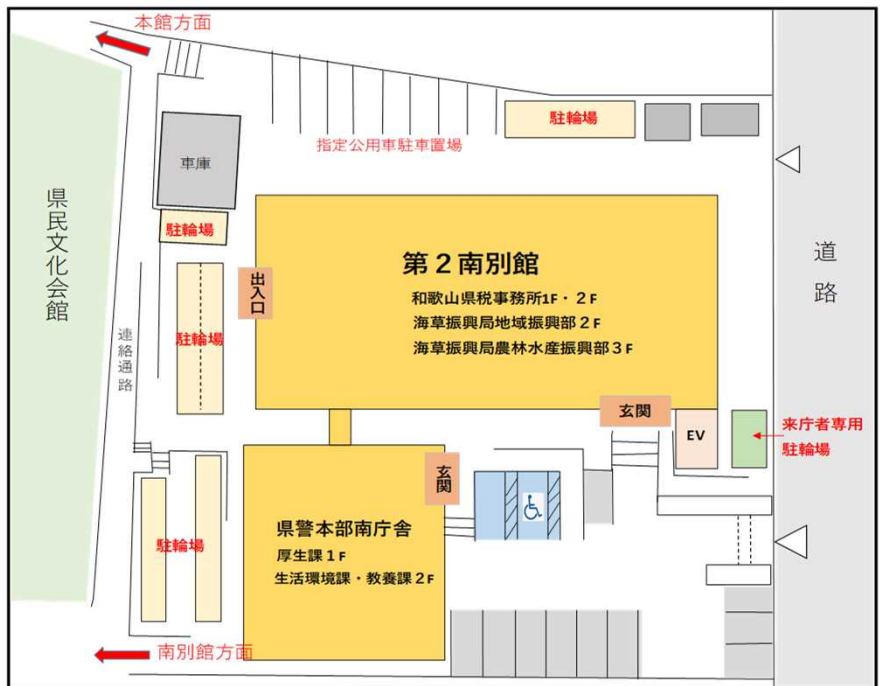 本館方面
駐輪場
指定公用車駐車置場
車庫
県民文化会館
駐輪場
道路
第2南別館
出入口
和歌山県税事務所1F・2F
海草振興局地域振興部2F
海草振興局農林水産振興部3F
駐輪場
連絡通路
玄関
EV
来庁者専用
駐輪場
玄関
県警本部南庁舎
厚生課1F
生活環境課・教養課2F
駐輪場
南別館方面